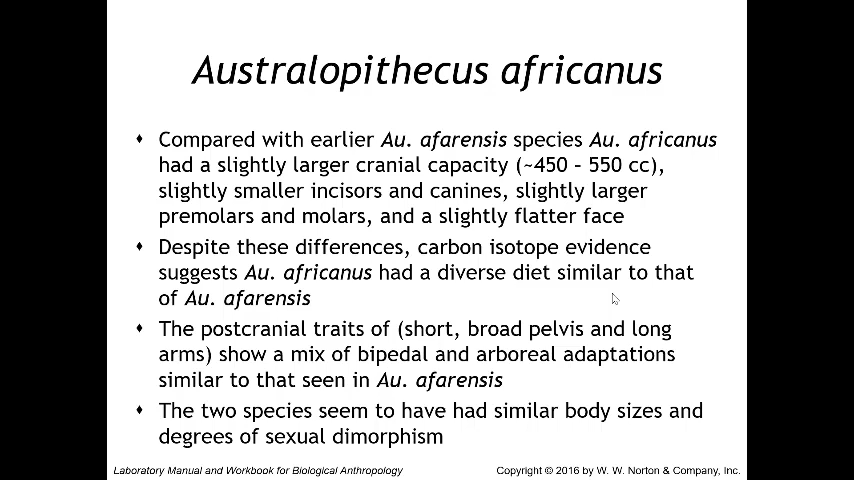 Australopithecus africanus
♦ Compared with earlier Au. afarensis species Au. africanus
had a slightly larger cranial capacity (~450 – 550 cc),
slightly smaller incisors and canines, slightly larger
premolars and molars, and a slightly flatter face
♦ Despite these differences, carbon isotope evidence
suggests Au. africanus had a diverse diet similar to that
of Au. afarensis
♦ The postcranial traits of (short, broad pelvis and long
arms) show a mix of bipedal and arboreal adaptations
similar to that seen in Au. afarensis
♦ The two species seem to have had similar body sizes and
degrees of sexual dimorphism
Laboratory Manual and Workbook for Biological Anthropology
Copyright © 2016 by W. W. Norton & Company, Inc.